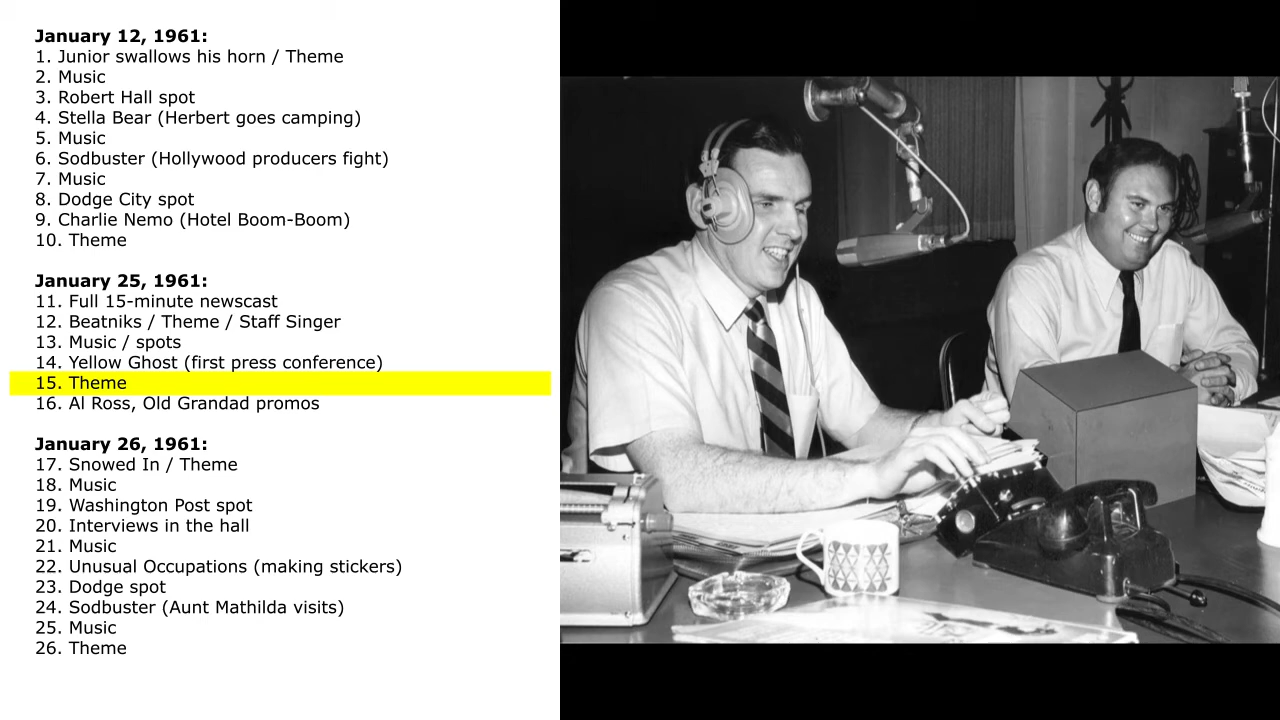 January 12, 1961:
1. Junior swallows his horn / Theme
2. Music
3. Robert Hall spot
4. Stella Bear (Herbert goes camping)
5. Music
6. Sodbuster (Hollywood producers fight)
7. Music
8. Dodge City spot
9. Charlie Nemo (Hotel Boom-Boom)
10. Theme
January 25, 1961:
11. Full 15-minute newscast
12. Beatniks / Theme / Staff Singer
13. Music / spots
14. Yellow Ghost (first press conference)
15. Theme
16. Al Ross, Old Grandad promos
January 26, 1961:
17. Snowed In / Theme
18. Music
19. Washington Post spot
20. Interviews in the hall
21. Music
22. Unusual Occupations (making stickers)
23. Dodge spot
24. Sodbuster (Aunt Mathilda visits)
25. Music
26. Theme